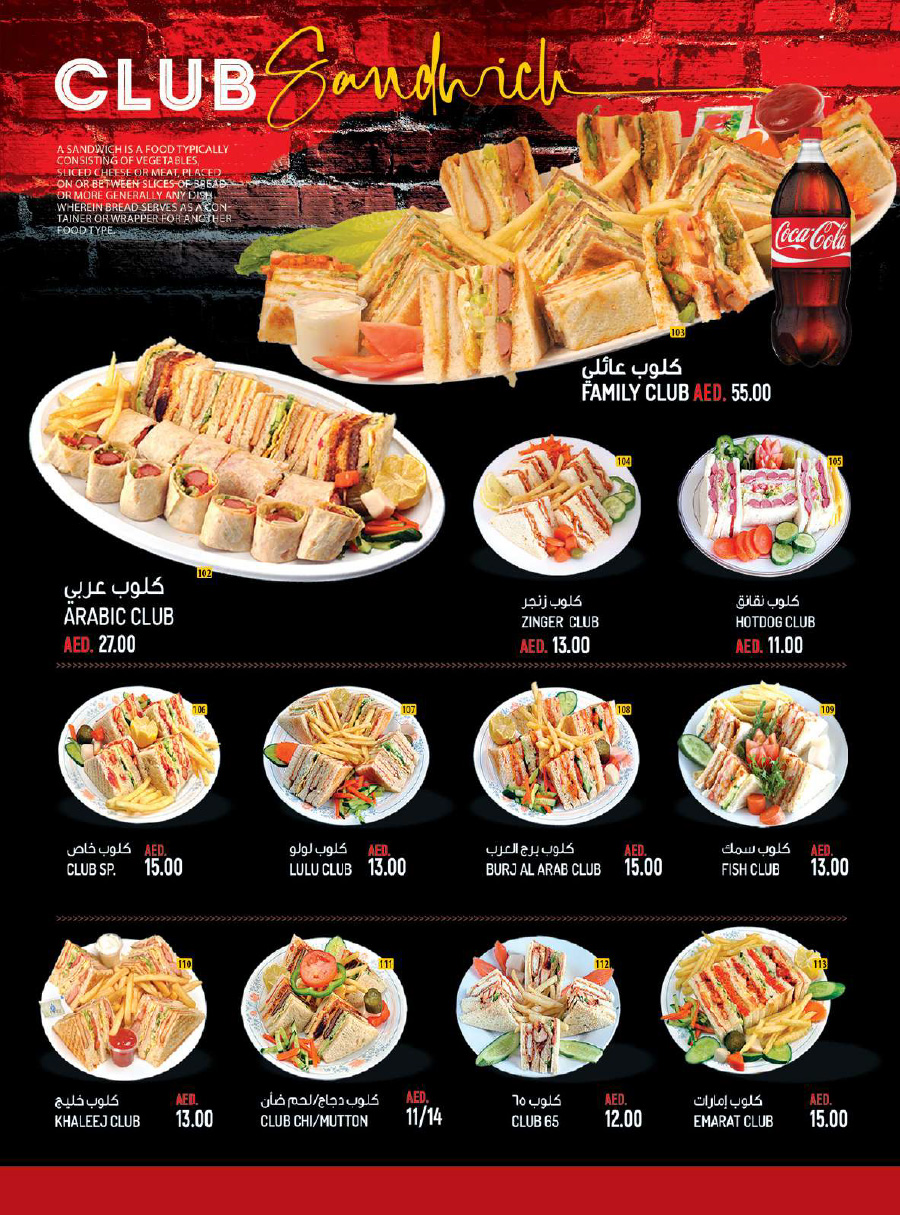 CLUB Sandwich
A SANDWICH IS A FOOD TYPICALLY
CONSISTING OF VEGETABLES,
SLICED CHEESE OR MEAT, PLACED
ON OR BETWEEN SLICES OF BREAD
OR MORE GENERALLY ANY DISH
WHEREIN BREAD SERVES AS A CON
TAINER OR WRAPPER FOR ANOTHER
FOOD TYPE.
Coca-Cola
103
كلوب عائلي
FAMILY CLUB AED. 55.00
102
كلوب عربي
ARABIC CLUB
AED. 27.00
104
كلوب زنجر
ZINGER CLUB
AED. 13.00
105
كلوب نقانق
HOTDOG CLUB
AED. 11.00
106
كلوب خاص
CLUB SP.
AED.
15.00
107
كلوب لولو
LULU CLUB
AED.
13.00
108
كلوب برج العرب
BURJ AL ARAB CLUB
AED.
15.00
109
كلوب سمك
FISH CLUB
AED.
13.00
110
كلوب خليج
KHALEEJ CLUB
AED.
13.00
111
كلوب دجاج/لحم ضأن
CLUB CHI/MUTTON
AED.
11/14
112
كلوب ٦٥
CLUB 65
AED.
12.00
113
كلوب إمارات
EMARAT CLUB
AED.
15.00